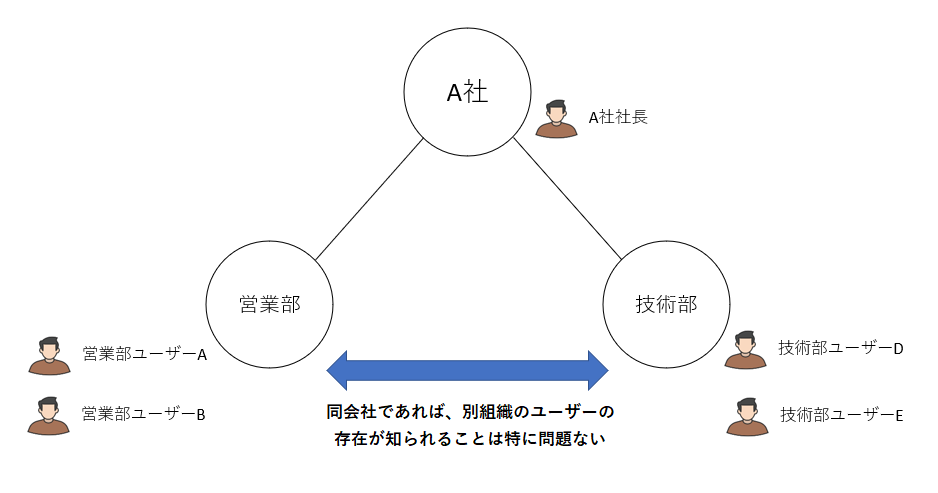 A社
A社社長
営業部
技術部
営業部ユーザーA
営業部ユーザーB
技術部ユーザーD
技術部ユーザーE
同会社であれば、別組織のユーザーの
存在が知られることは特に問題ない